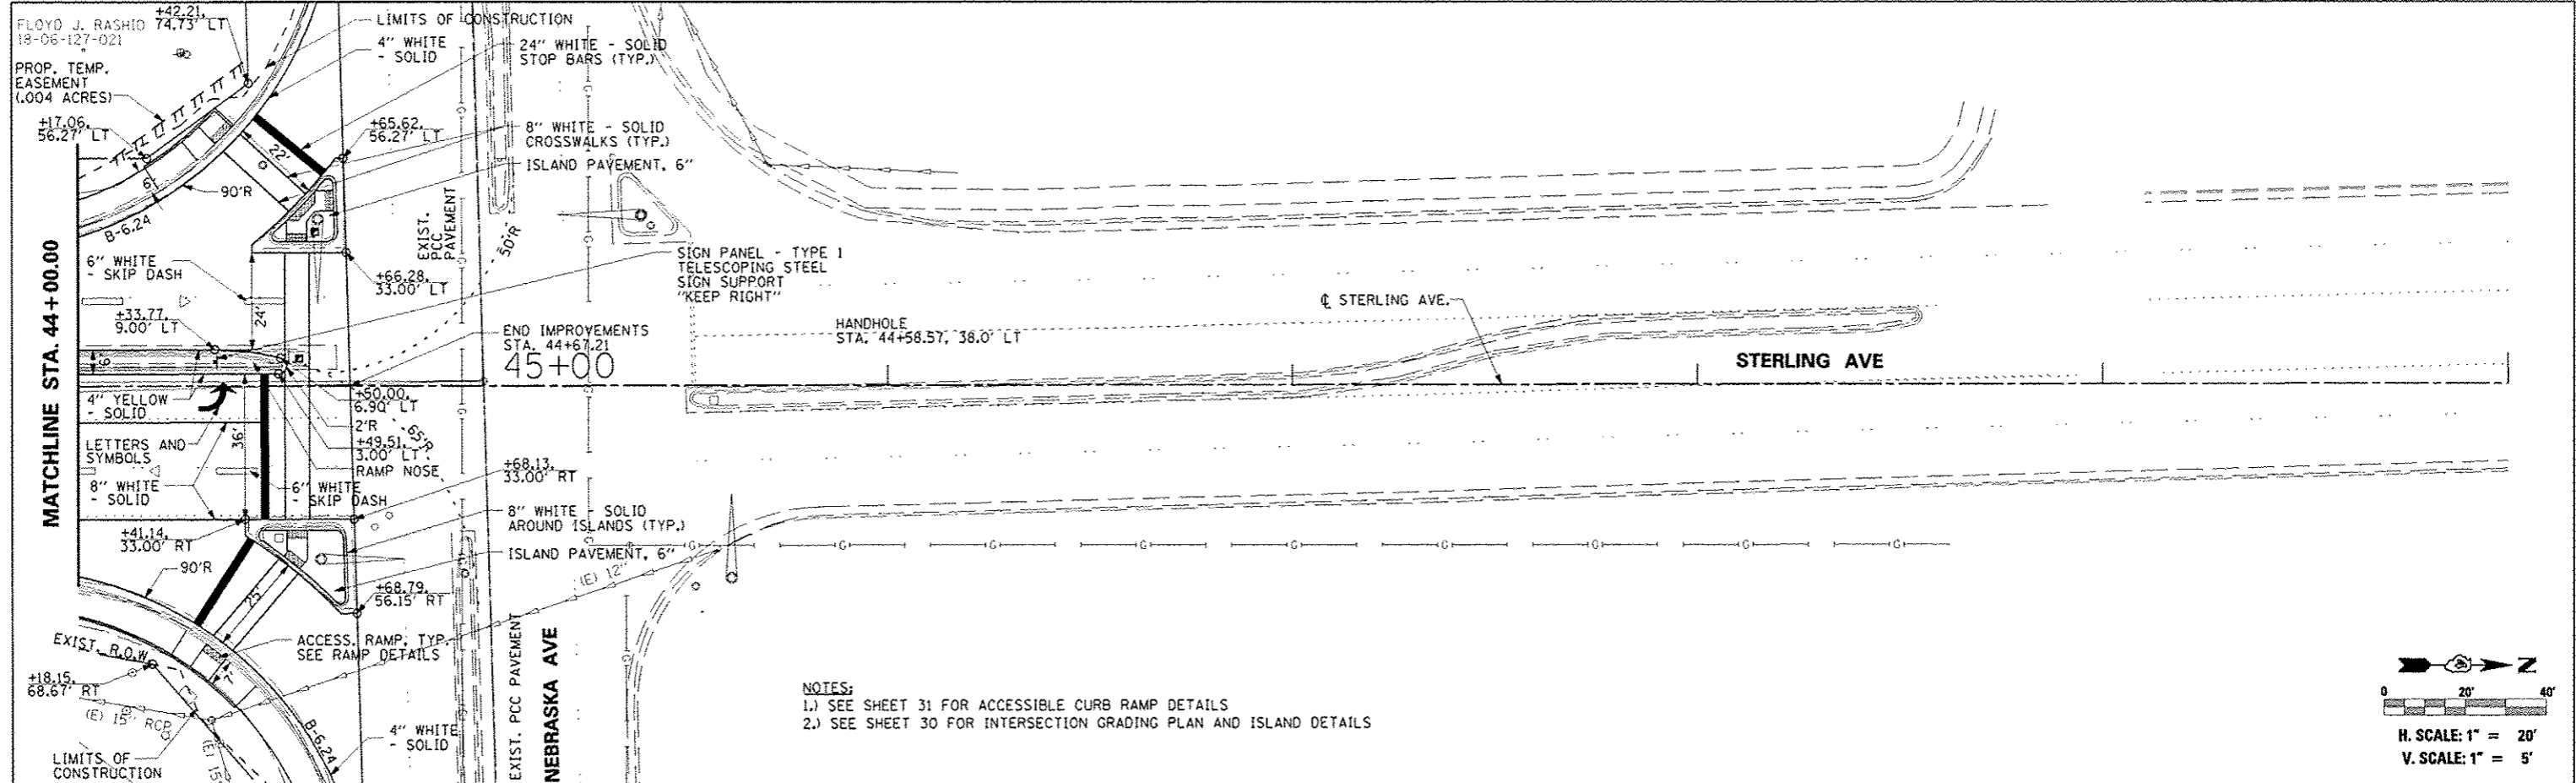 FLOYD J. RASHID
18-06-127-021
+42.21,
74.73' LT
PROP. TEMP.
EASEMENT
(.004 ACRES)
+17.06,
56.27' LT
LIMITS OF CONSTRUCTION
4" WHITE
- SOLID
24" WHITE - SOLID
STOP BARS (TYP.)
+65.62,
56.27' LT
8" WHITE - SOLID
CROSSWALKS (TYP.)
ISLAND PAVEMENT, 6"
22'
6'
90'R
B-6.24
EXIST.
PCC
PAVEMENT
50'R
6" WHITE
- SKIP DASH
+66.28,
33.00' LT
SIGN PANEL - TYPE 1
TELESCOPING STEEL
SIGN SUPPORT
"KEEP RIGHT"
24'
+33.77,
9.00' LT
END IMPROVEMENTS
STA. 44+67.21
45+00
HANDHOLE
STA. 44+58.57, 38.0' LT
℄ STERLING AVE.
STERLING AVE
MATCHLINE STA. 44+00.00
6'
4" YELLOW
- SOLID
+50.00,
6.90' LT
2'R
65'R
+49.51,
3.00' LT
RAMP NOSE
36'
LETTERS AND
SYMBOLS
8" WHITE
- SOLID
6" WHITE
- SKIP DASH
+68.13,
33.00' RT
8" WHITE - SOLID
AROUND ISLANDS (TYP.)
ISLAND PAVEMENT, 6"
+41.14,
33.00' RT
90'R
(E) 12"
+68.79,
56.15' RT
25'
ACCESS. RAMP, TYP.
SEE RAMP DETAILS
7'
EXIST. R.O.W
+18.15,
68.67' RT
(E) 15" RCP
(E) 15"
B-6.24
4" WHITE
- SOLID
LIMITS OF
CONSTRUCTION
EXIST. PCC PAVEMENT
NEBRASKA AVE
NOTES:
1.) SEE SHEET 31 FOR ACCESSIBLE CURB RAMP DETAILS
2.) SEE SHEET 30 FOR INTERSECTION GRADING PLAN AND ISLAND DETAILS
N
0 20' 40'
H. SCALE: 1" = 20'
V. SCALE: 1" = 5'